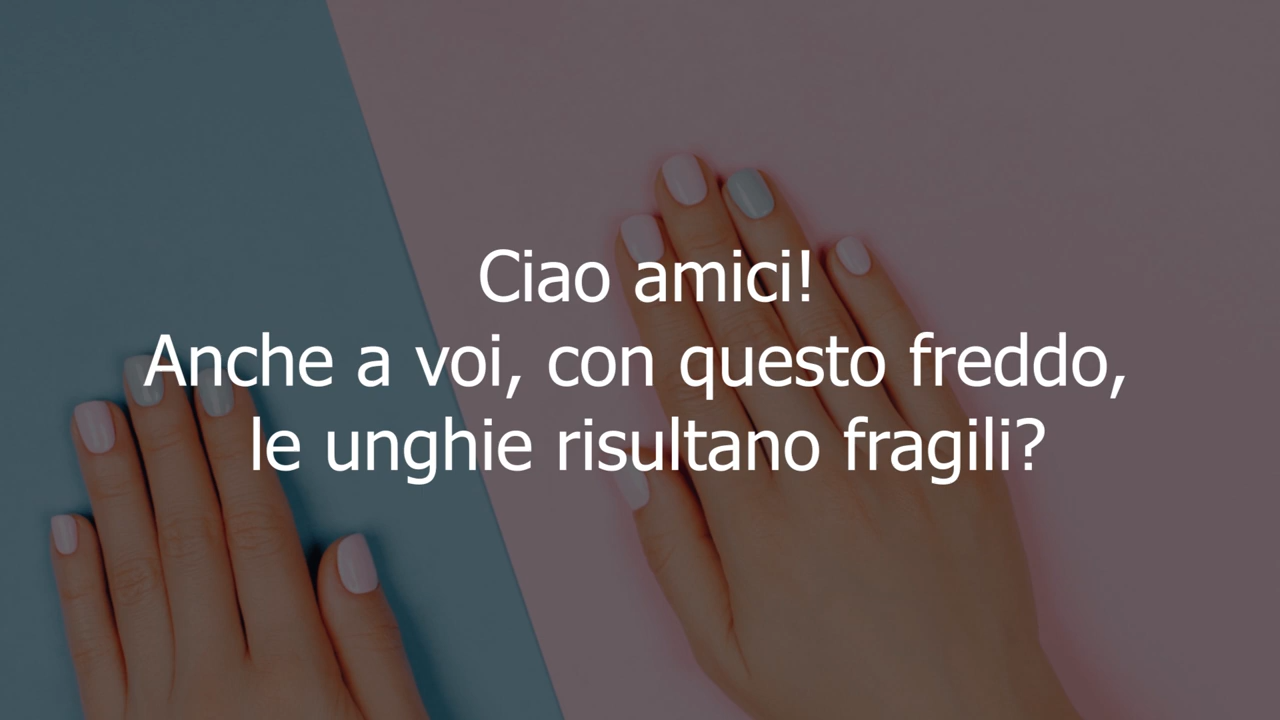 Ciao amici!
Anche a voi, con questo freddo,
le unghie risultano fragili?